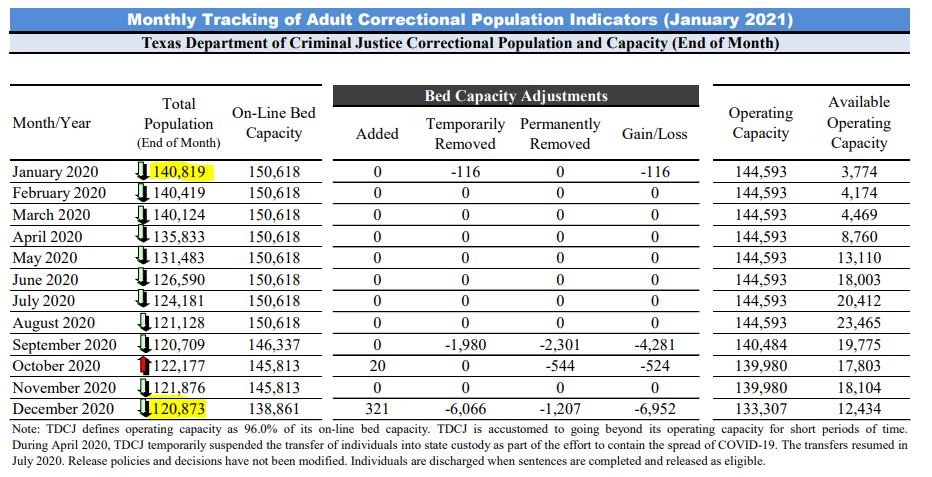 Monthly Tracking of Adult Correctional Population Indicators (January 2021)
Texas Department of Criminal Justice Correctional Population and Capacity (End of Month)
Bed Capacity Adjustments
Month/Year Total Population (End of Month) On-Line Bed Capacity Added Temporarily Removed Permanently Removed Gain/Loss Operating Capacity Available Operating Capacity
January 2020 140,819 150,618 0 -116 0 -116 144,593 3,774
February 2020 140,419 150,618 0 0 0 0 144,593 4,174
March 2020 140,124 150,618 0 0 0 0 144,593 4,469
April 2020 135,833 150,618 0 0 0 0 144,593 8,760
May 2020 131,483 150,618 0 0 0 0 144,593 13,110
June 2020 126,590 150,618 0 0 0 0 144,593 18,003
July 2020 124,181 150,618 0 0 0 0 144,593 20,412
August 2020 121,128 150,618 0 0 0 0 144,593 23,465
September 2020 120,709 146,337 0 -1,980 -2,301 -4,281 140,484 19,775
October 2020 122,177 145,813 20 0 -544 -524 139,980 17,803
November 2020 121,876 145,813 0 0 0 0 139,980 18,104
December 2020 120,873 138,861 321 -6,066 -1,207 -6,952 133,307 12,434
Note: TDCJ defines operating capacity as 96.0% of its on-line bed capacity. TDCJ is accustomed to going beyond its operating capacity for short periods of time.
During April 2020, TDCJ temporarily suspended the transfer of individuals into state custody as part of the effort to contain the spread of COVID-19. The transfers resumed in
July 2020. Release policies and decisions have not been modified. Individuals are discharged when sentences are completed and released as eligible.